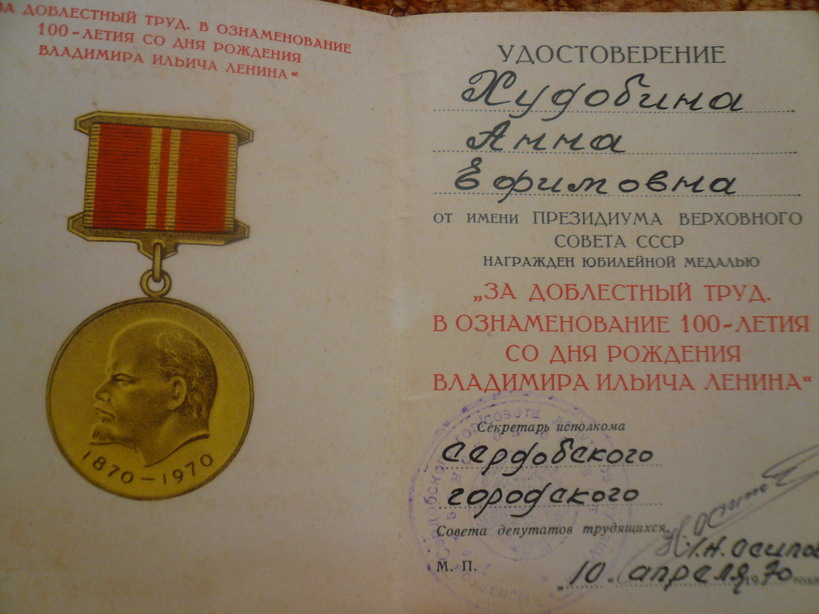 ЗА ДОБЛЕСТНЫЙ ТРУД. В ОЗНАМЕНОВАНИЕ
100-ЛЕТИЯ СО ДНЯ РОЖДЕНИЯ
ВЛАДИМИРА ИЛЬИЧА ЛЕНИНА“
1870–1970
УДОСТОВЕРЕНИЕ
Худобина
Анна
Ефимовна
ОТ ИМЕНИ ПРЕЗИДИУМА ВЕРХОВНОГО
СОВЕТА СССР
НАГРАЖДЕН ЮБИЛЕЙНОЙ МЕДАЛЬЮ
„ЗА ДОБЛЕСТНЫЙ ТРУД.
В ОЗНАМЕНОВАНИЕ 100-ЛЕТИЯ
СО ДНЯ РОЖДЕНИЯ
ВЛАДИМИРА ИЛЬИЧА ЛЕНИНА“
Секретарь исполкома
Сердобского
городского
Совета депутатов трудящихся
М. П.
„10. апреля 1970 года